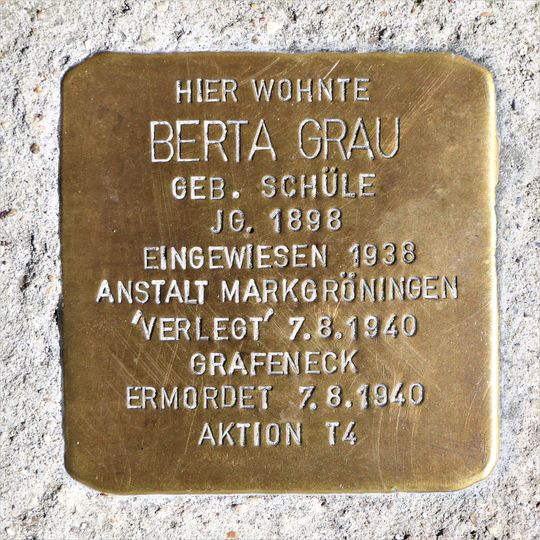 HIER WOHNTE
BERTA GRAU
GEB. SCHÜLE
JG. 1898
EINGEWIESEN 1938
ANSTALT MARKGRÖNINGEN
'VERLEGT' 7.8.1940
GRAFENECK
ERMORDET 7.8.1940
AKTION T4